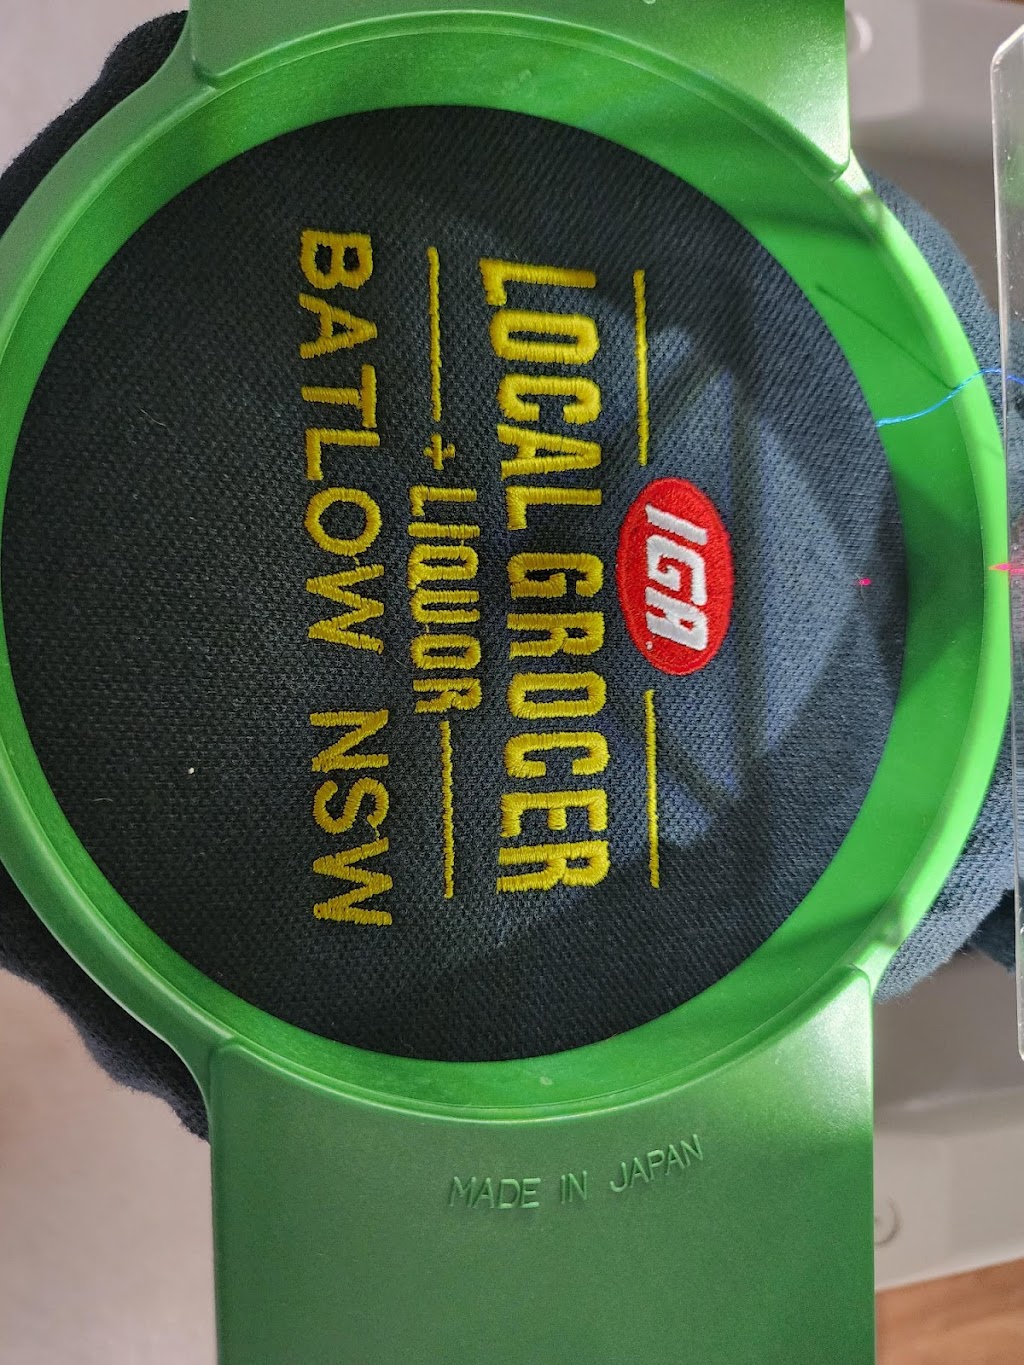 IGA
LOCAL GROCER
+ LIQUOR
BATLOW NSW
MADE IN JAPAN